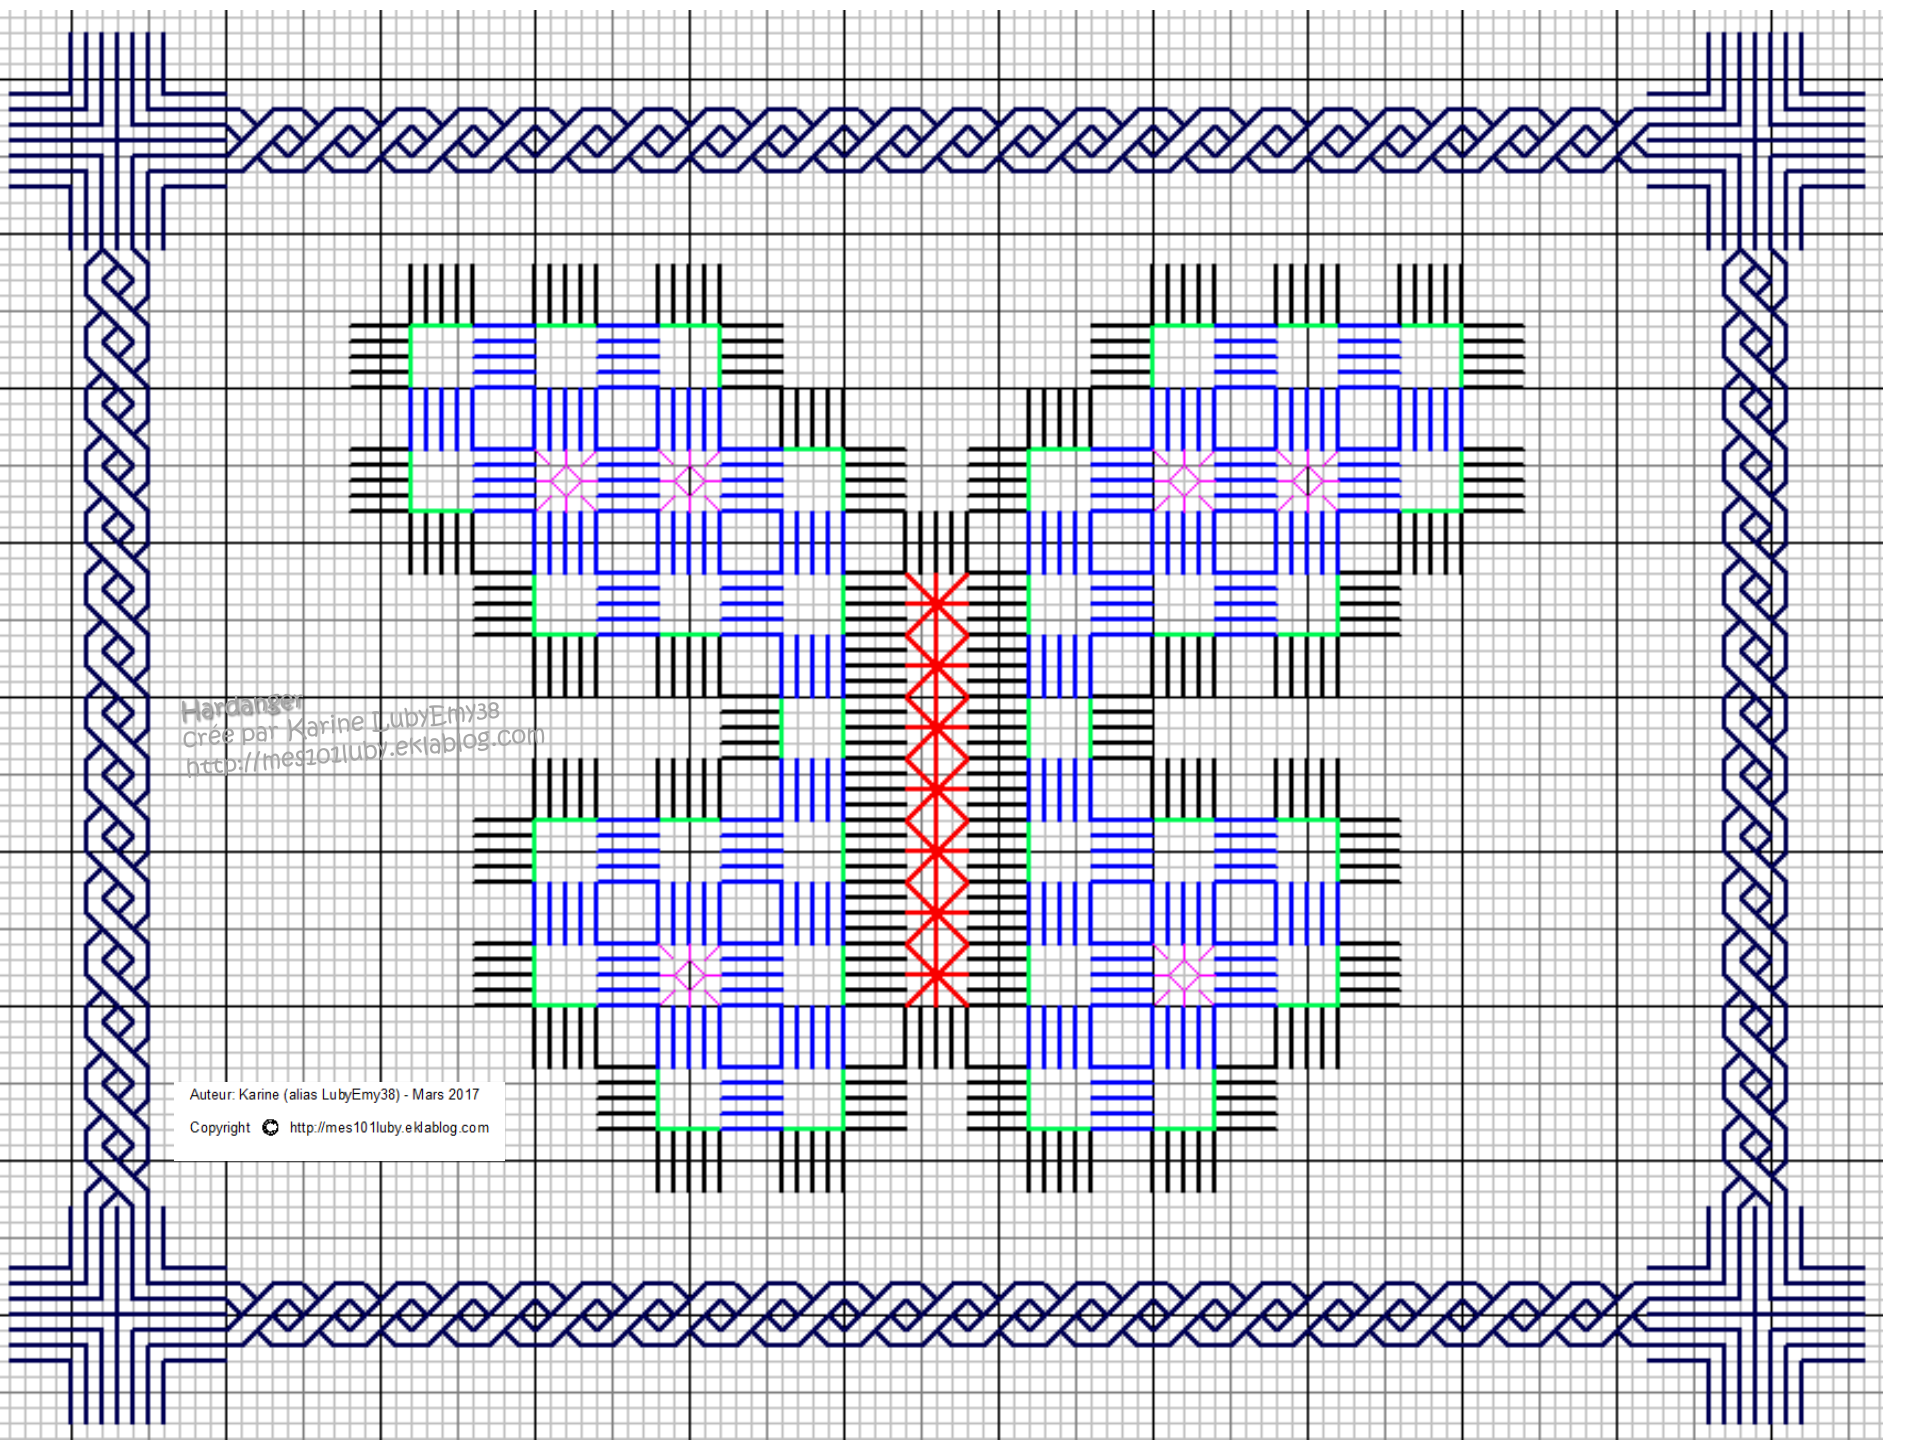 Hardanger
Crée par Karine LubyEmy38
http://mes101luby.eklablog.com
Auteur: Karine (alias LubyEmy38) - Mars 2017
Copyright © http://mes101luby.eklablog.com